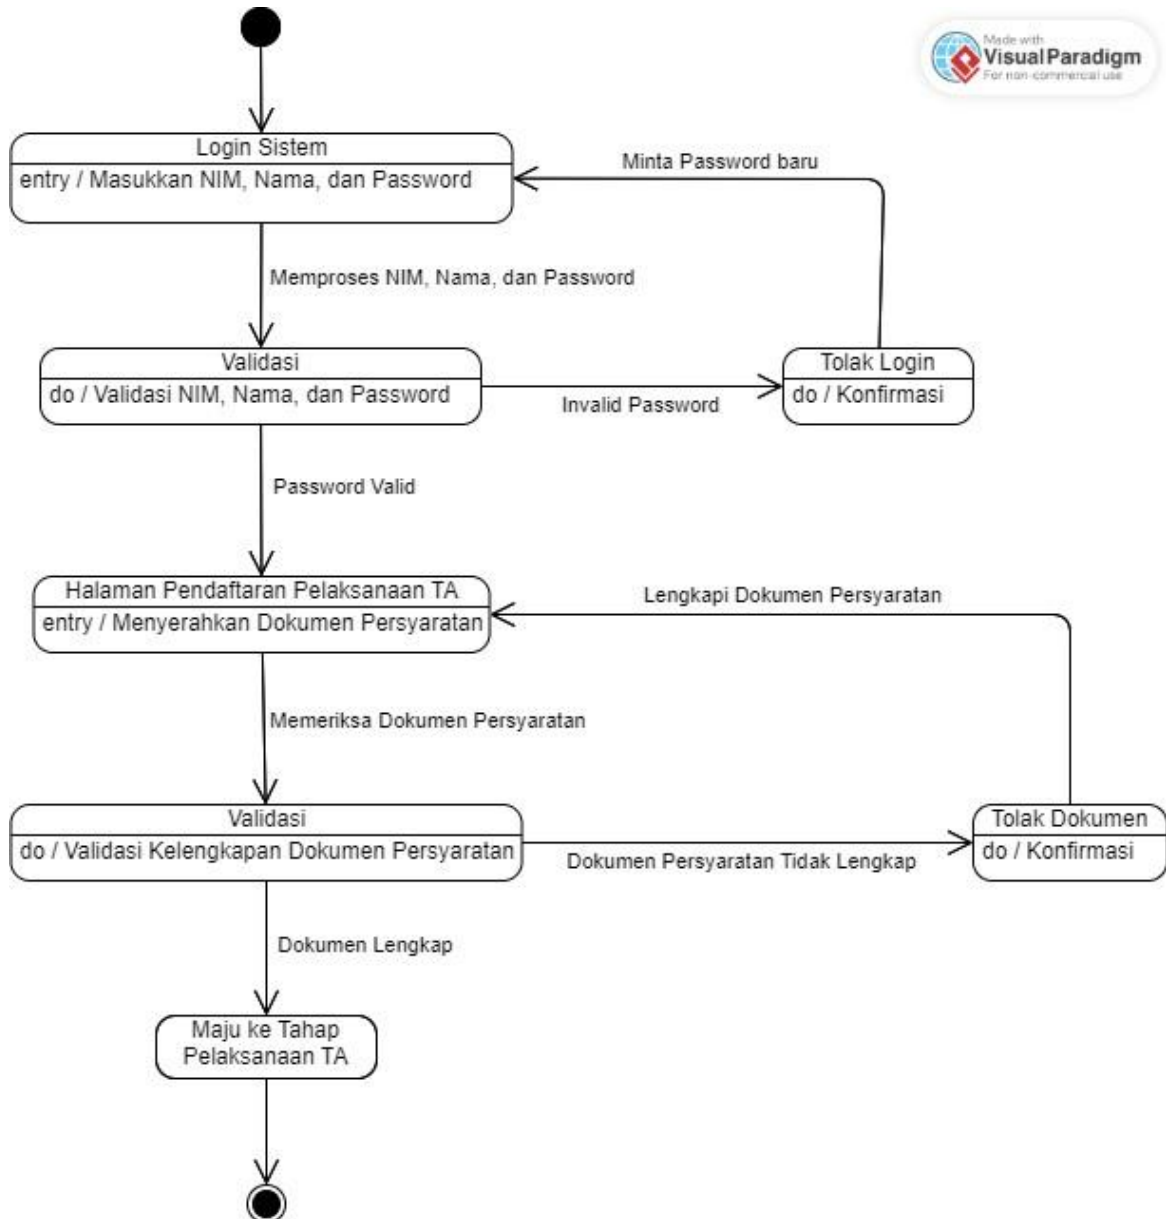 Made with
Visual Paradigm
For non-commercial use
Login Sistem
entry / Masukkan NIM, Nama, dan Password
Minta Password baru
Memproses NIM, Nama, dan Password
Validasi
do / Validasi NIM, Nama, dan Password
Invalid Password
Tolak Login
do / Konfirmasi
Password Valid
Halaman Pendaftaran Pelaksanaan TA
entry / Menyerahkan Dokumen Persyaratan
Lengkapi Dokumen Persyaratan
Memeriksa Dokumen Persyaratan
Validasi
do / Validasi Kelengkapan Dokumen Persyaratan
Dokumen Persyaratan Tidak Lengkap
Tolak Dokumen
do / Konfirmasi
Dokumen Lengkap
Maju ke Tahap
Pelaksanaan TA